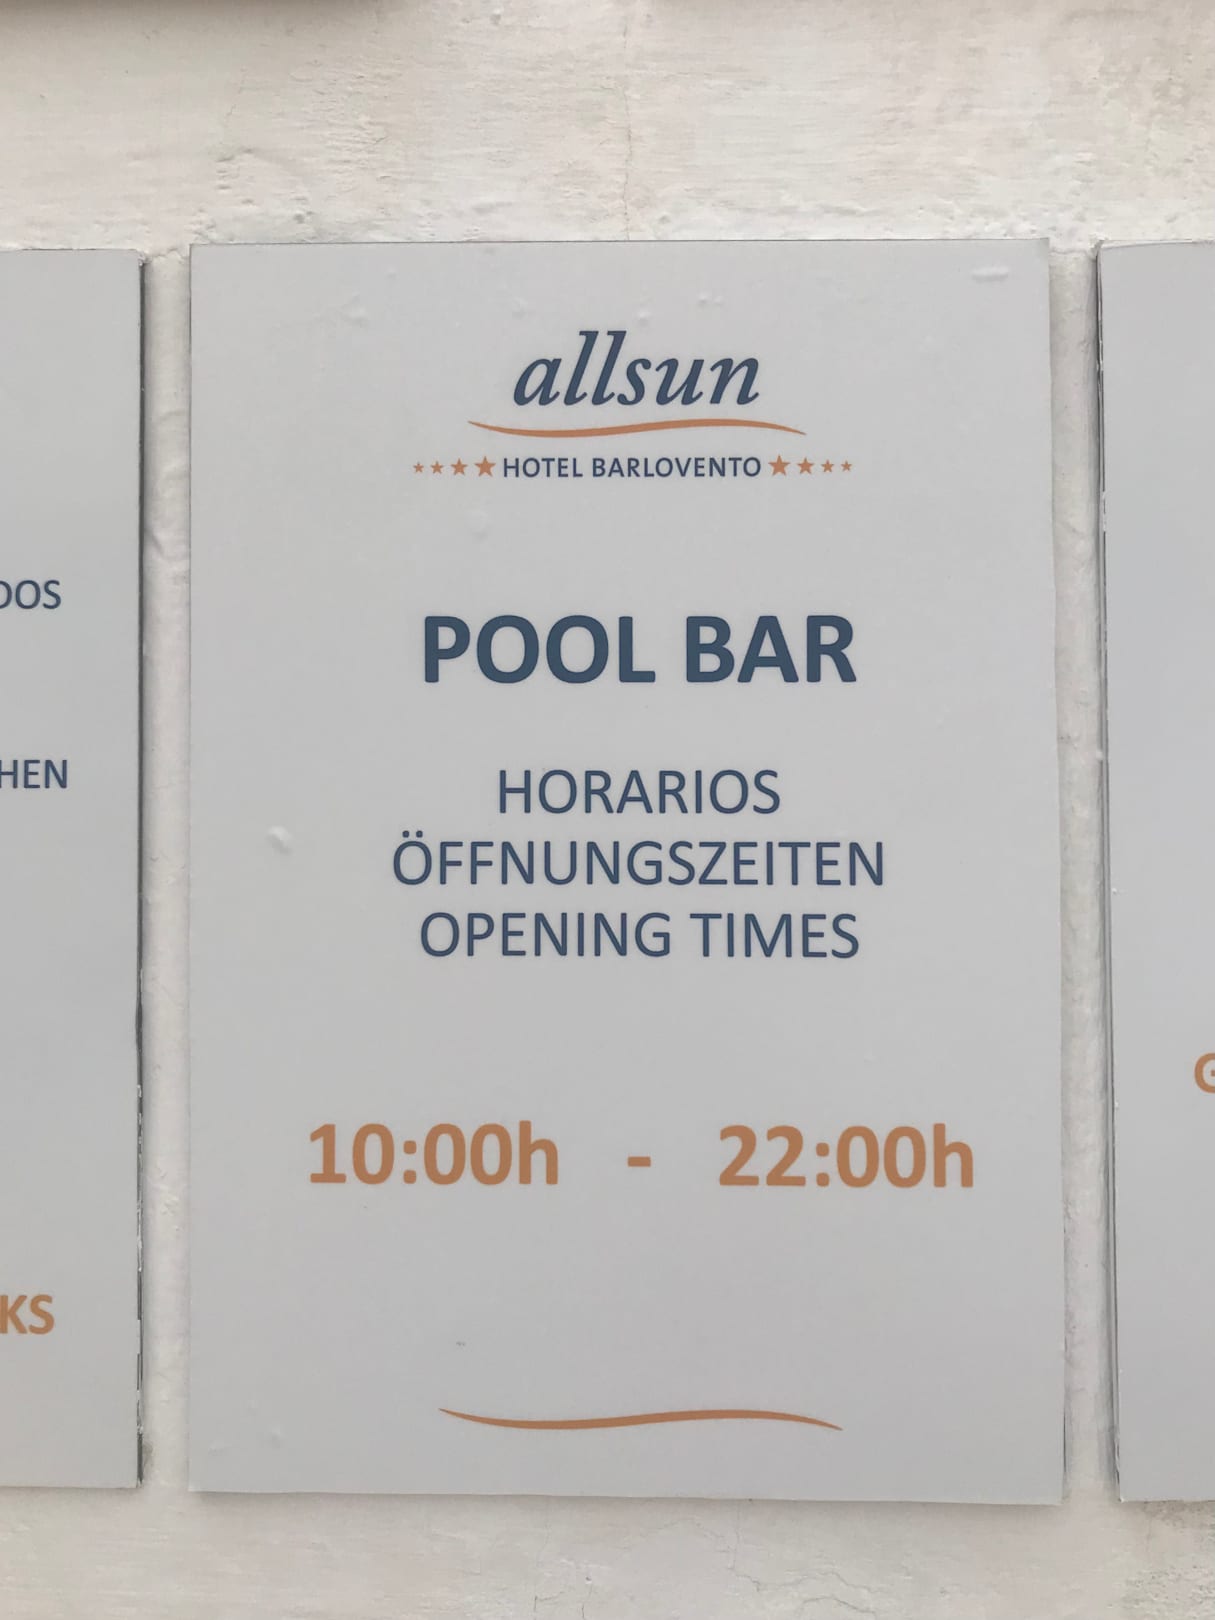 allsun
HOTEL BARLOVENTO
POOL BAR
HORARIOS
ÖFFNUNGSZEITEN
OPENING TIMES
10:00h - 22:00h